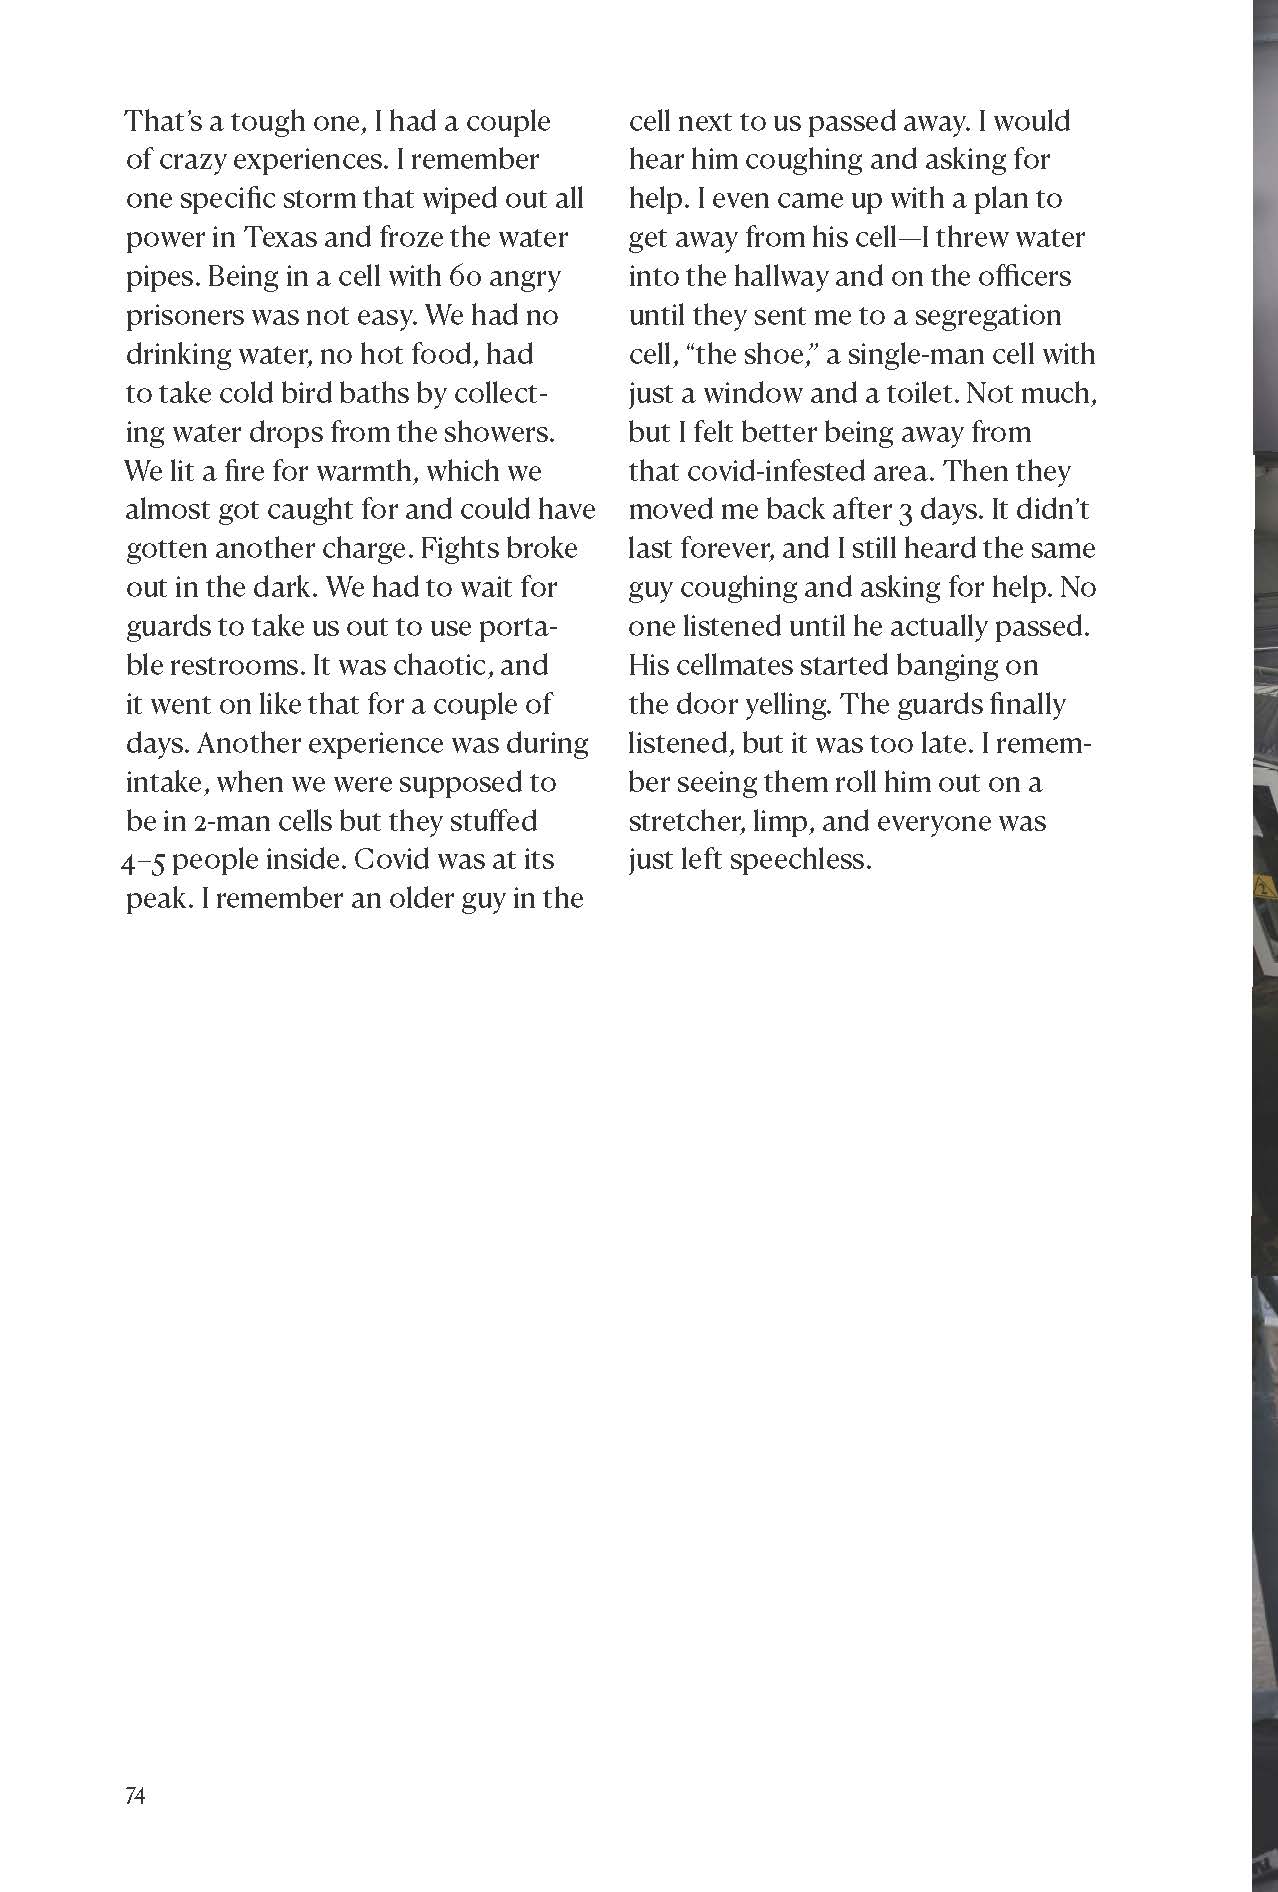 That’s a tough one, I had a couple
of crazy experiences. I remember
one specific storm that wiped out all
power in Texas and froze the water
pipes. Being in a cell with 60 angry
prisoners was not easy. We had no
drinking water, no hot food, had
to take cold bird baths by collect-
ing water drops from the showers.
We lit a fire for warmth, which we
almost got caught for and could have
gotten another charge. Fights broke
out in the dark. We had to wait for
guards to take us out to use porta-
ble restrooms. It was chaotic, and
it went on like that for a couple of
days. Another experience was during
intake, when we were supposed to
be in 2-man cells but they stuffed
4–5 people inside. Covid was at its
peak. I remember an older guy in the
cell next to us passed away. I would
hear him coughing and asking for
help. I even came up with a plan to
get away from his cell—I threw water
into the hallway and on the officers
until they sent me to a segregation
cell, “the shoe,” a single-man cell with
just a window and a toilet. Not much,
but I felt better being away from
that covid-infested area. Then they
moved me back after 3 days. It didn’t
last forever, and I still heard the same
guy coughing and asking for help. No
one listened until he actually passed.
His cellmates started banging on
the door yelling. The guards finally
listened, but it was too late. I remem-
ber seeing them roll him out on a
stretcher, limp, and everyone was
just left speechless.
74